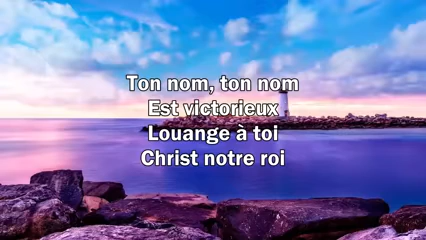 Ton nom, ton nom
Est victorieux
Louange à toi
Christ notre roi